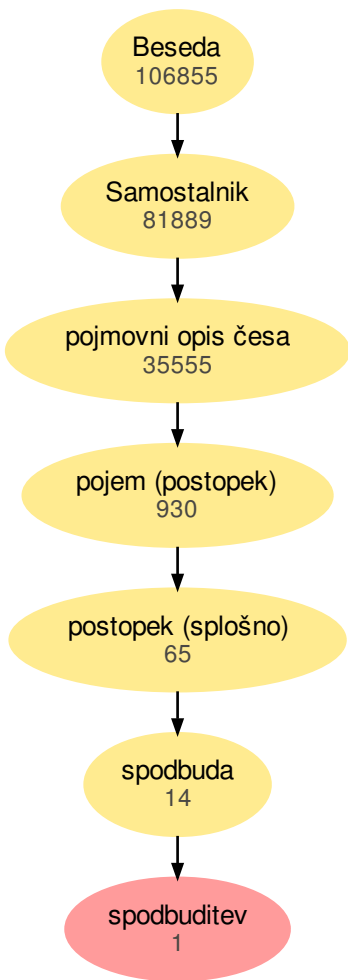 Beseda
106855
Samostalnik
81889
pojmovni opis česa
35555
pojem (postopek)
930
postopek (splošno)
65
spodbuda
14
spodbuditev
1